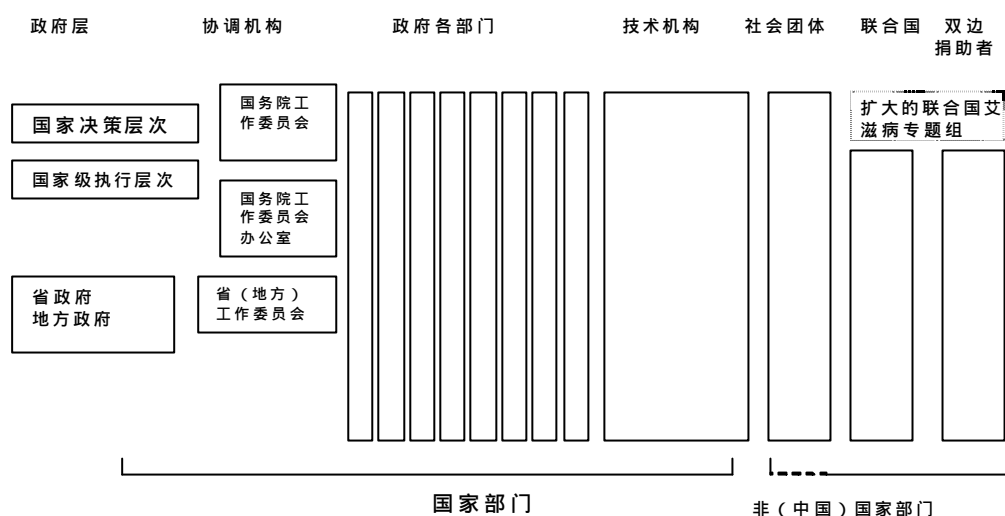 政府层 协调机构 政府各部门 技术机构 社会团体 联合国 双边
捐助者
国家决策层次
国家级执行层次
省政府
地方政府
国务院工
作委员会
国务院工
作委员会
办公室
省（地方）
工作委员会
扩大的联合国艾
滋病专题组
国家部门
非（中国）国家部门